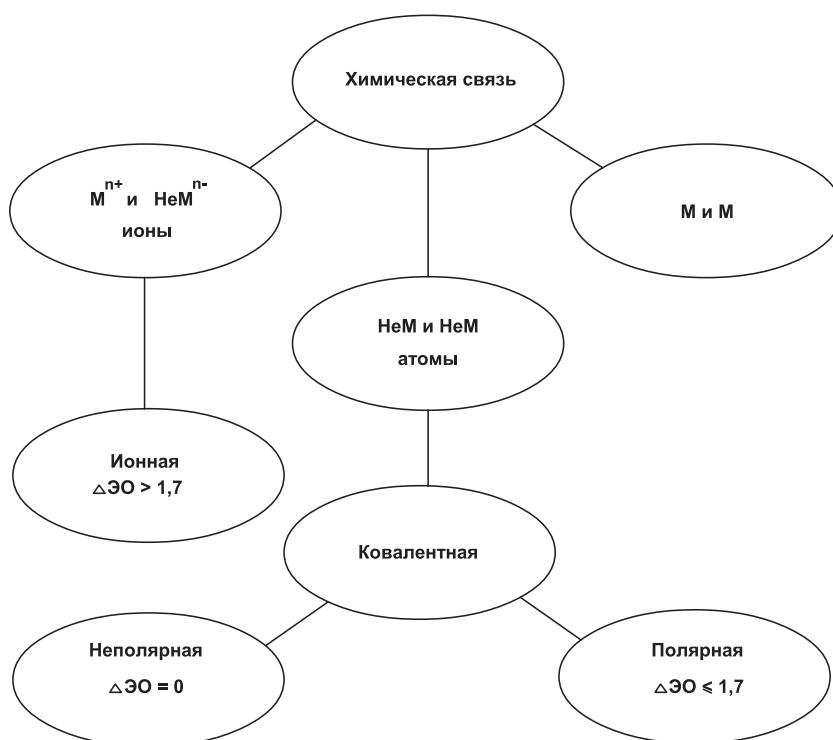 Химическая связь
Mⁿ⁺ и НеМⁿ⁻
ионы
М и М
НеМ и НеМ
атомы
Ионная
△ЭО > 1,7
Ковалентная
Неполярная
△ЭО = 0
Полярная
△ЭО ⩽ 1,7